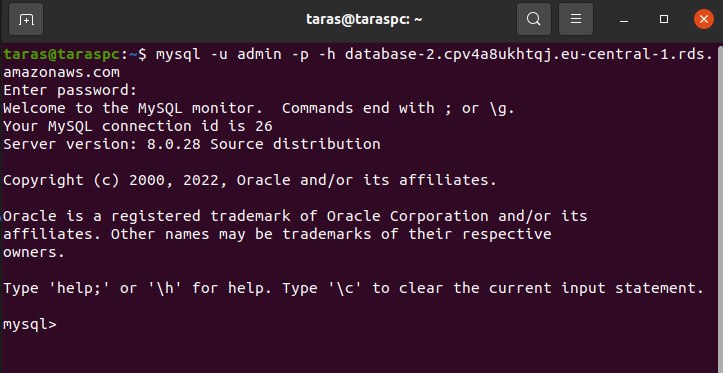 taras@taraspc: ~
taras@taraspc:~$ mysql -u admin -p -h database-2.cpv4a8ukhtqj.eu-central-1.rds.
amazonaws.com
Enter password:
Welcome to the MySQL monitor.  Commands end with ; or \g.
Your MySQL connection id is 26
Server version: 8.0.28 Source distribution
Copyright (c) 2000, 2022, Oracle and/or its affiliates.
Oracle is a registered trademark of Oracle Corporation and/or its
affiliates. Other names may be trademarks of their respective
owners.
Type 'help;' or '\h' for help. Type '\c' to clear the current input statement.
mysql>